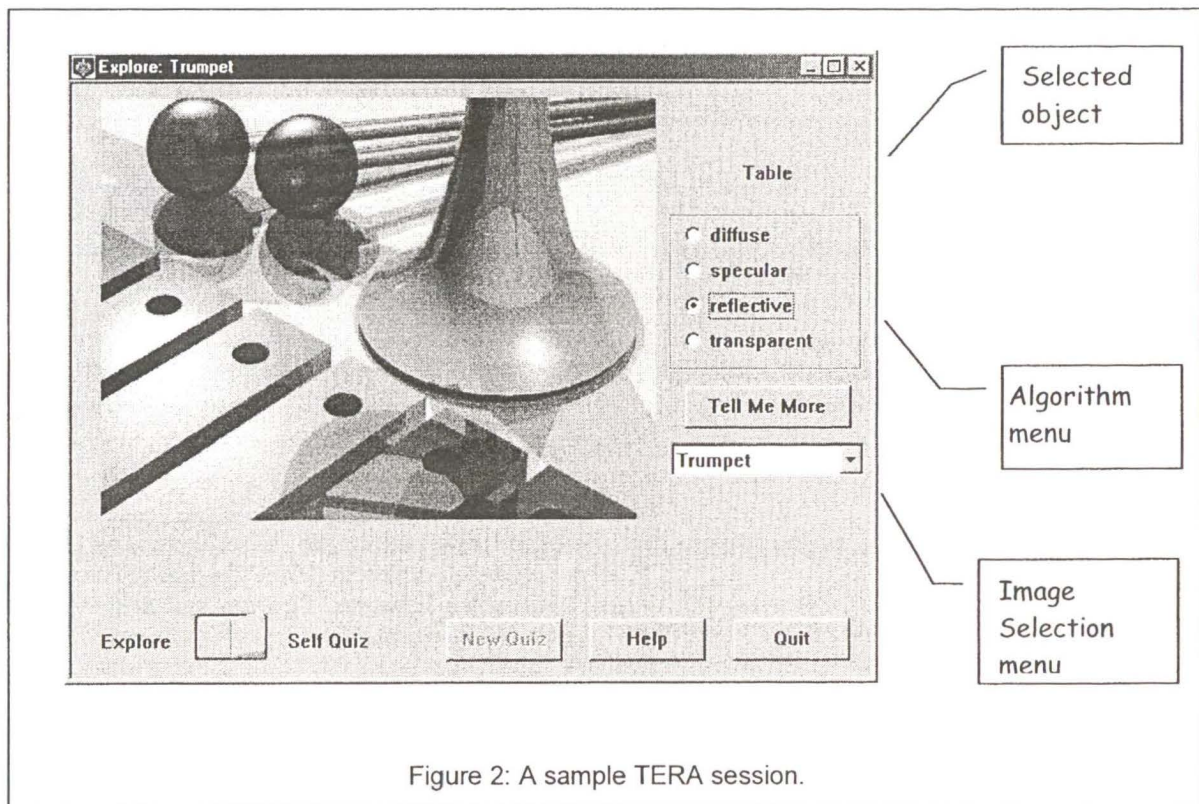 Explore: Trumpet
Selected
object
Table
diffuse
specular
reflective
transparent
Tell Me More
Algorithm
menu
Trumpet
Image
Selection
menu
Explore
Self Quiz
New Quiz
Help
Quit
Figure 2: A sample TERA session.